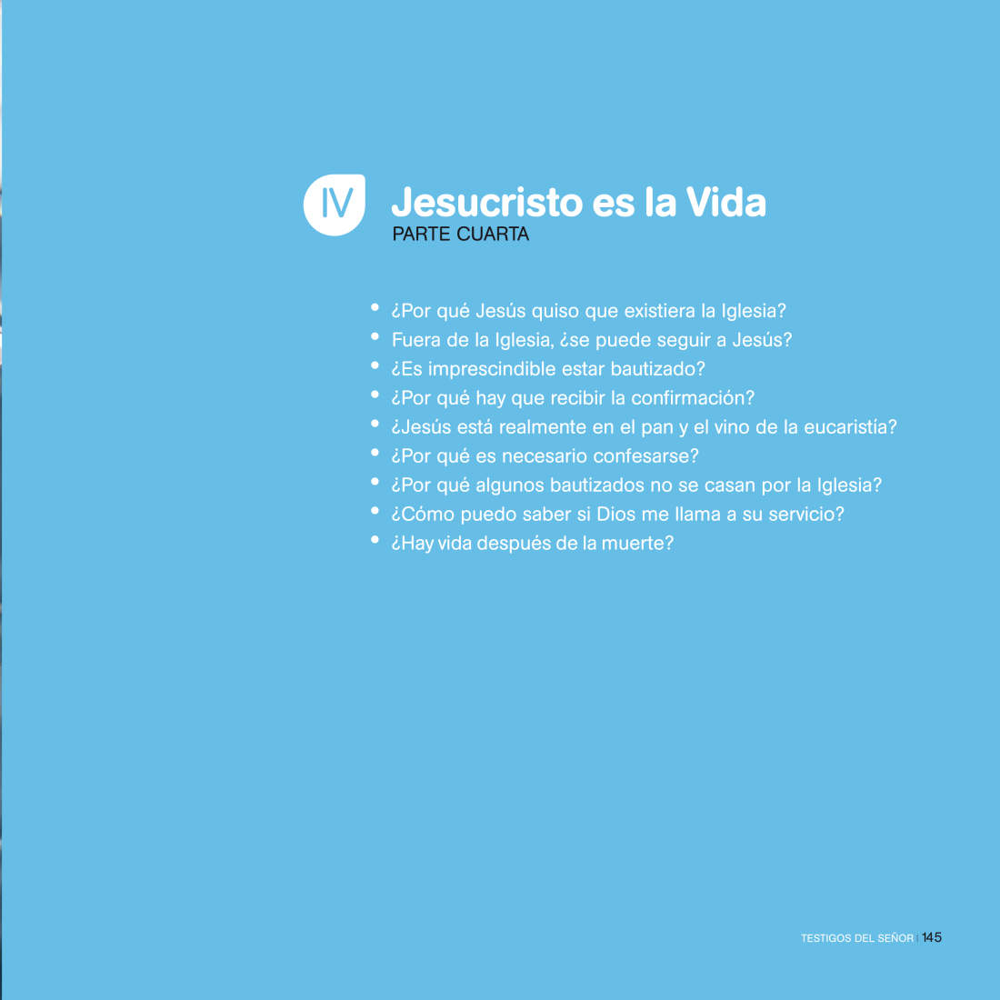 IV
Jesucristo es la Vida
PARTE CUARTA
• ¿Por qué Jesús quiso que existiera la Iglesia?
• Fuera de la Iglesia, ¿se puede seguir a Jesús?
• ¿Es imprescindible estar bautizado?
• ¿Por qué hay que recibir la confirmación?
• ¿Jesús está realmente en el pan y el vino de la eucaristía?
• ¿Por qué es necesario confesarse?
• ¿Por qué algunos bautizados no se casan por la Iglesia?
• ¿Cómo puedo saber si Dios me llama a su servicio?
• ¿Hay vida después de la muerte?
TESTIGOS DEL SEÑOR | 145